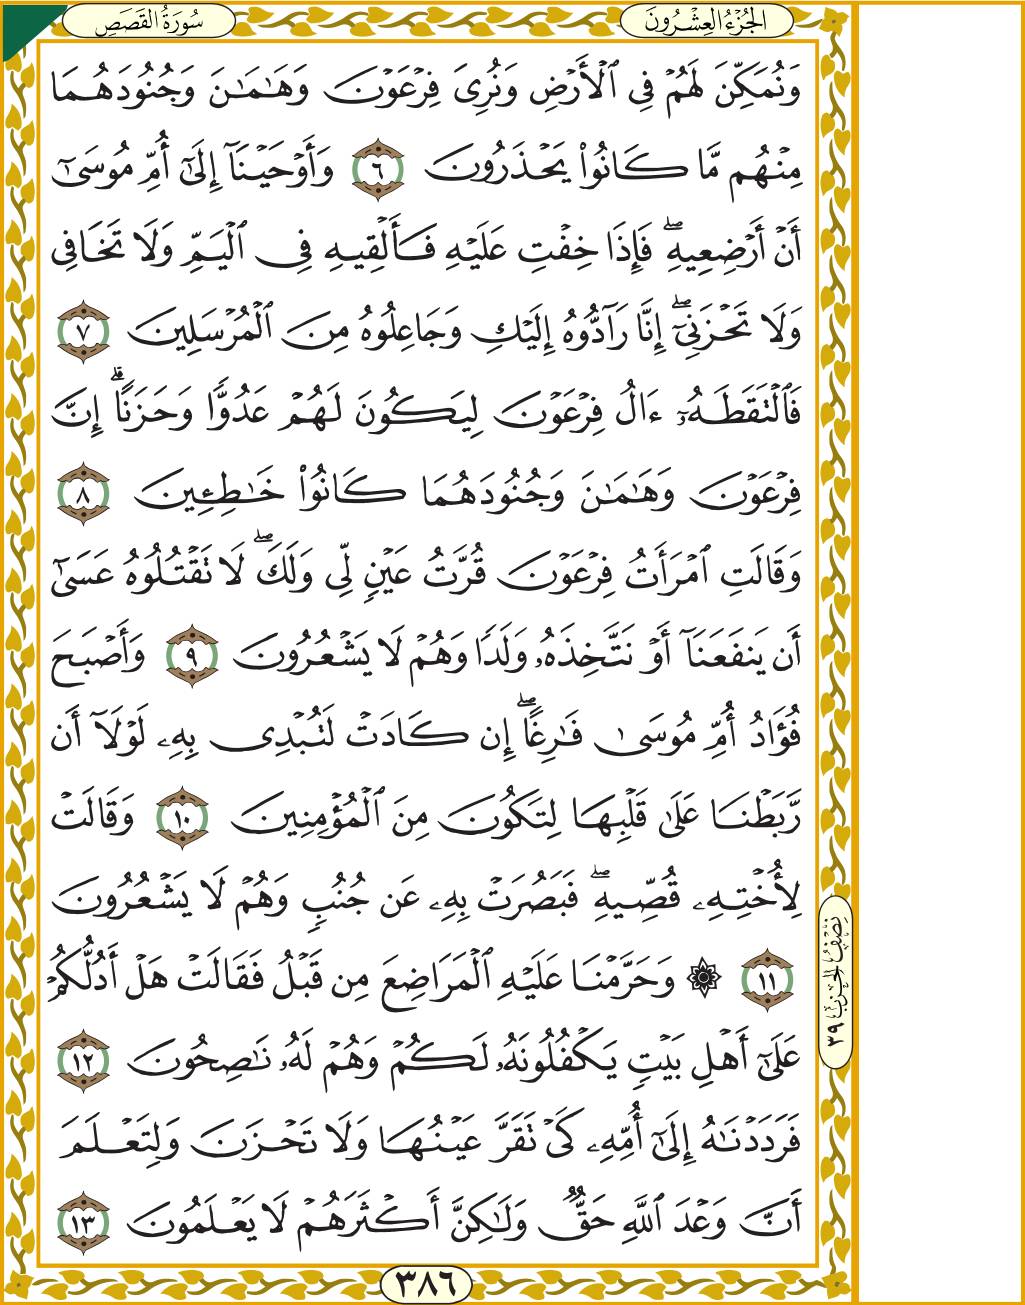 سُورَةُ القَصَصِ
الجُزْءُ العِشْرُونَ
وَنُمَكِّنَ لَهُمْ فِي ٱلْأَرْضِ وَنُرِىَ فِرْعَوْنَ وَهَـٰمَـٰنَ وَجُنُودَهُمَا
مِنْهُم مَّا كَانُوا۟ يَحْذَرُونَ ٦ وَأَوْحَيْنَآ إِلَىٰٓ أُمِّ مُوسَىٰٓ
أَنْ أَرْضِعِيهِ ۖ فَإِذَا خِفْتِ عَلَيْهِ فَأَلْقِيهِ فِى ٱلْيَمِّ وَلَا تَخَافِى
وَلَا تَحْزَنِىٓ ۖ إِنَّا رَآدُّوهُ إِلَيْكِ وَجَاعِلُوهُ مِنَ ٱلْمُرْسَلِينَ ٧
فَٱلْتَقَطَهُۥٓ ءَالُ فِرْعَوْنَ لِيَكُونَ لَهُمْ عَدُوًّا وَحَزَنًا ۗ إِنَّ
فِرْعَوْنَ وَهَـٰمَـٰنَ وَجُنُودَهُمَا كَانُوا۟ خَـٰطِـِٔينَ ٨
وَقَالَتِ ٱمْرَأَتُ فِرْعَوْنَ قُرَّتُ عَيْنٍ لِّى وَلَكَ ۖ لَا تَقْتُلُوهُ عَسَىٰٓ
أَن يَنفَعَنَآ أَوْ نَتَّخِذَهُۥ وَلَدًا وَهُمْ لَا يَشْعُرُونَ ٩ وَأَصْبَحَ
فُؤَادُ أُمِّ مُوسَىٰ فَـٰرِغًا ۖ إِن كَادَتْ لَتُبْدِى بِهِۦ لَوْلَآ أَن
رَّبَطْنَا عَلَىٰ قَلْبِهَا لِتَكُونَ مِنَ ٱلْمُؤْمِنِينَ ١٠ وَقَالَتْ
لِأُخْتِهِۦ قُصِّيهِ ۖ فَبَصُرَتْ بِهِۦ عَن جُنُبٍ وَهُمْ لَا يَشْعُرُونَ
١١ ۞ وَحَرَّمْنَا عَلَيْهِ ٱلْمَرَاضِعَ مِن قَبْلُ فَقَالَتْ هَلْ أَدُلُّكُمْ
عَلَىٰٓ أَهْلِ بَيْتٍ يَكْفُلُونَهُۥ لَكُمْ وَهُمْ لَهُۥ نَـٰصِحُونَ ١٢
فَرَدَدْنَـٰهُ إِلَىٰٓ أُمِّهِۦ كَىْ تَقَرَّ عَيْنُهَا وَلَا تَحْزَنَ وَلِتَعْلَمَ
أَنَّ وَعْدَ ٱللَّهِ حَقٌّ وَلَـٰكِنَّ أَكْثَرَهُمْ لَا يَعْلَمُونَ ١٣
نِصْفُ الحِزْبِ ٣٩
٣٨٦